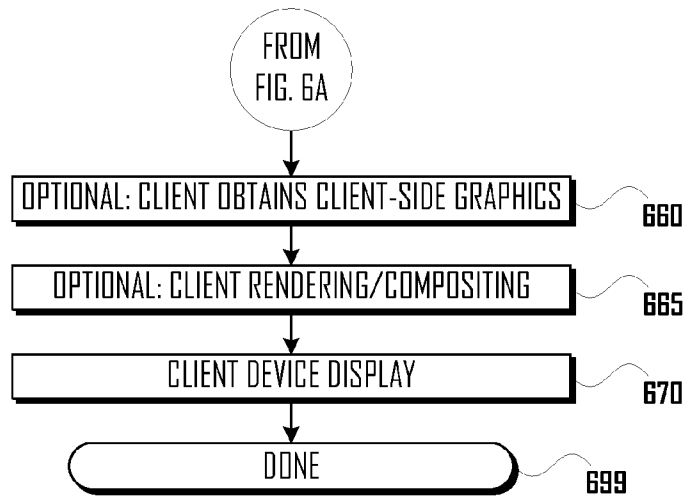 FROM
FIG. 6A
OPTIONAL: CLIENT OBTAINS CLIENT-SIDE GRAPHICS
660
OPTIONAL: CLIENT RENDERING/COMPOSITING
665
CLIENT DEVICE DISPLAY
670
DONE
699